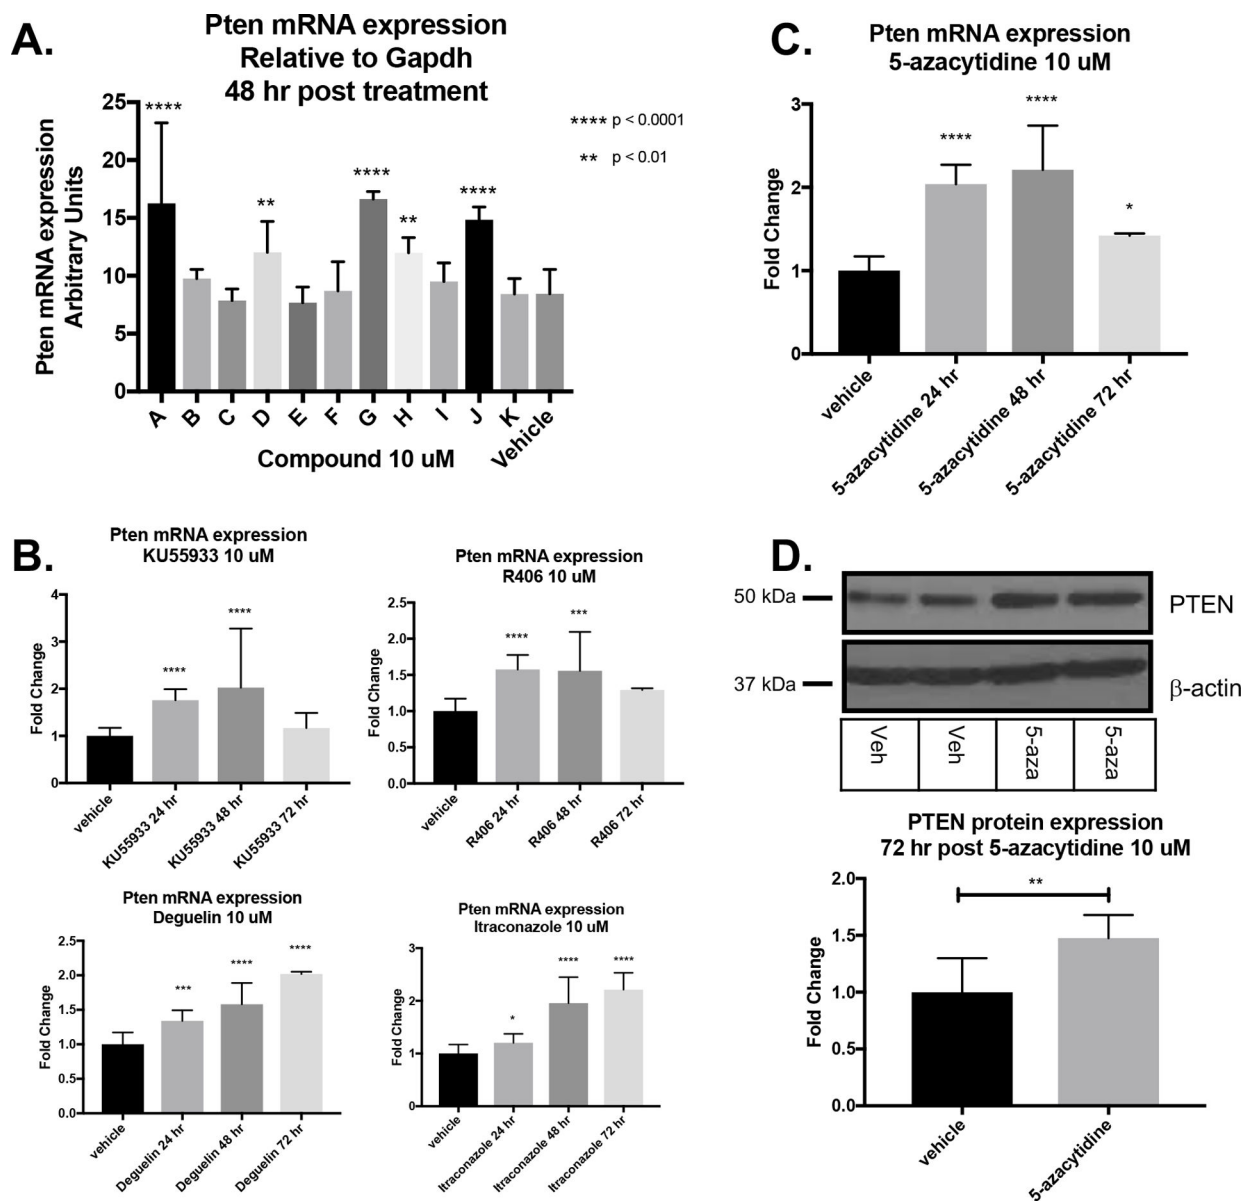 A.
Pten mRNA expression
Relative to Gapdh
48 hr post treatment
Pten mRNA expression
Arbitrary Units
25
20
15
10
5
0
****
**
****
**
****
**** p < 0.0001
** p < 0.01
A B C D E F G H I J K Vehicle
Compound 10 uM
B.
Pten mRNA expression
KU55933 10 uM
Fold Change
4
3
2
1
0
****
****
vehicle
KU55933 24 hr
KU55933 48 hr
KU55933 72 hr
Pten mRNA expression
R406 10 uM
Fold Change
2.5
2.0
1.5
1.0
0.5
0.0
****
***
vehicle
R406 24 hr
R406 48 hr
R406 72 hr
Pten mRNA expression
Deguelin 10 uM
Fold Change
2.5
2.0
1.5
1.0
0.5
0.0
***
****
****
vehicle
Deguelin 24 hr
Deguelin 48 hr
Deguelin 72 hr
Pten mRNA expression
Itraconazole 10 uM
Fold Change
3
2
1
0
*
****
****
vehicle
Itraconazole 24 hr
Itraconazole 48 hr
Itraconazole 72 hr
C.
Pten mRNA expression
5-azacytidine 10 uM
Fold Change
3
2
1
0
****
****
*
vehicle
5-azacytidine 24 hr
5-azacytidine 48 hr
5-azacytidine 72 hr
D.
50 kDa
PTEN
37 kDa
β-actin
Veh
Veh
5-aza
5-aza
PTEN protein expression
72 hr post 5-azacytidine 10 uM
Fold Change
2.0
1.5
1.0
0.5
0.0
**
vehicle
5-azacytidine